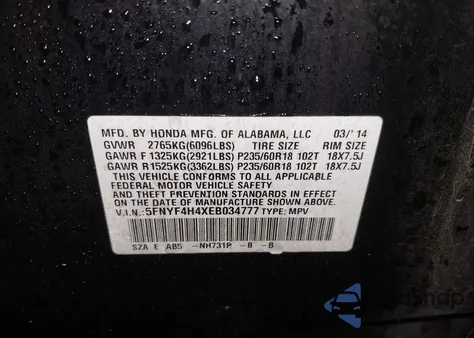 MFD. BY HONDA MFG. OF ALABAMA, LLC 03/'14
GVWR 2765KG(6096LBS) TIRE SIZE RIM SIZE
GAWR F 1325KG(2921LBS) P235/60R18 102T 18X7.5J
GAWR R1525KG(3362LBS) P235/60R18 102T 18X7.5J
THIS VEHICLE CONFORMS TO ALL APPLICABLE
FEDERAL MOTOR VEHICLE SAFETY, BUMPER,
AND THEFT PREVENTION STANDARDS IN EFFECT
ON THE DATE OF MANUFACTURE SHOWN ABOVE.
V.I.N.: 5FNYF4H4XEB034777 TYPE: MPV
SZA E A85 -NH731P -B -B